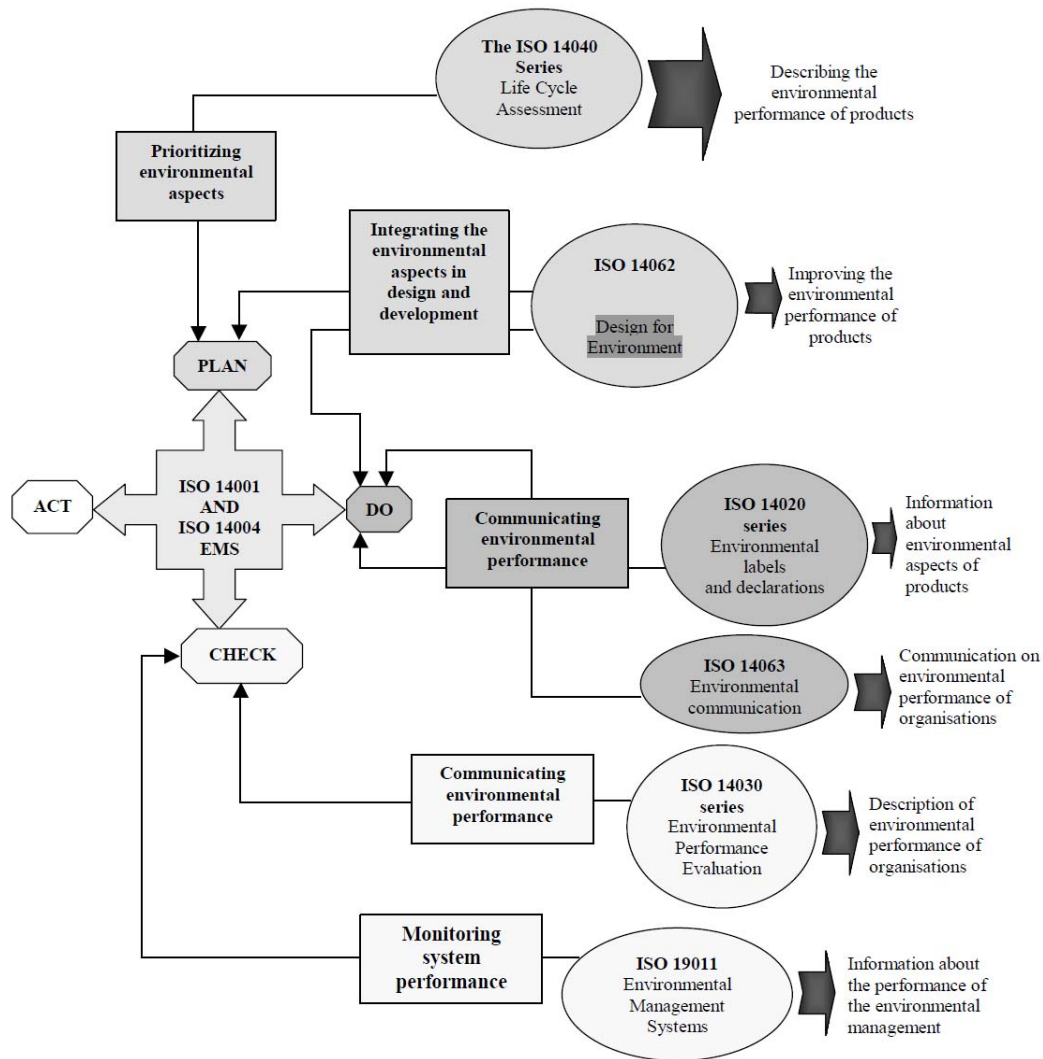 The ISO 14040
Series
Life Cycle
Assessment
Describing the
environmental
performance of products
Prioritizing
environmental
aspects
Integrating the
environmental
aspects in
design and
development
ISO 14062
Design for
Environment
Improving the
environmental
performance of
products
PLAN
ACT
ISO 14001
AND
ISO 14004
EMS
DO
Communicating
environmental
performance
ISO 14020
series
Environmental
labels
and declarations
Information
about
environmental
aspects of
products
CHECK
ISO 14063
Environmental
communication
Communication on
environmental
performance of
organisations
Communicating
environmental
performance
ISO 14030
series
Environmental
Performance
Evaluation
Description of
environmental
performance of
organisations
Monitoring
system
performance
ISO 19011
Environmental
Management
Systems
Information about
the performance of
the environmental
management